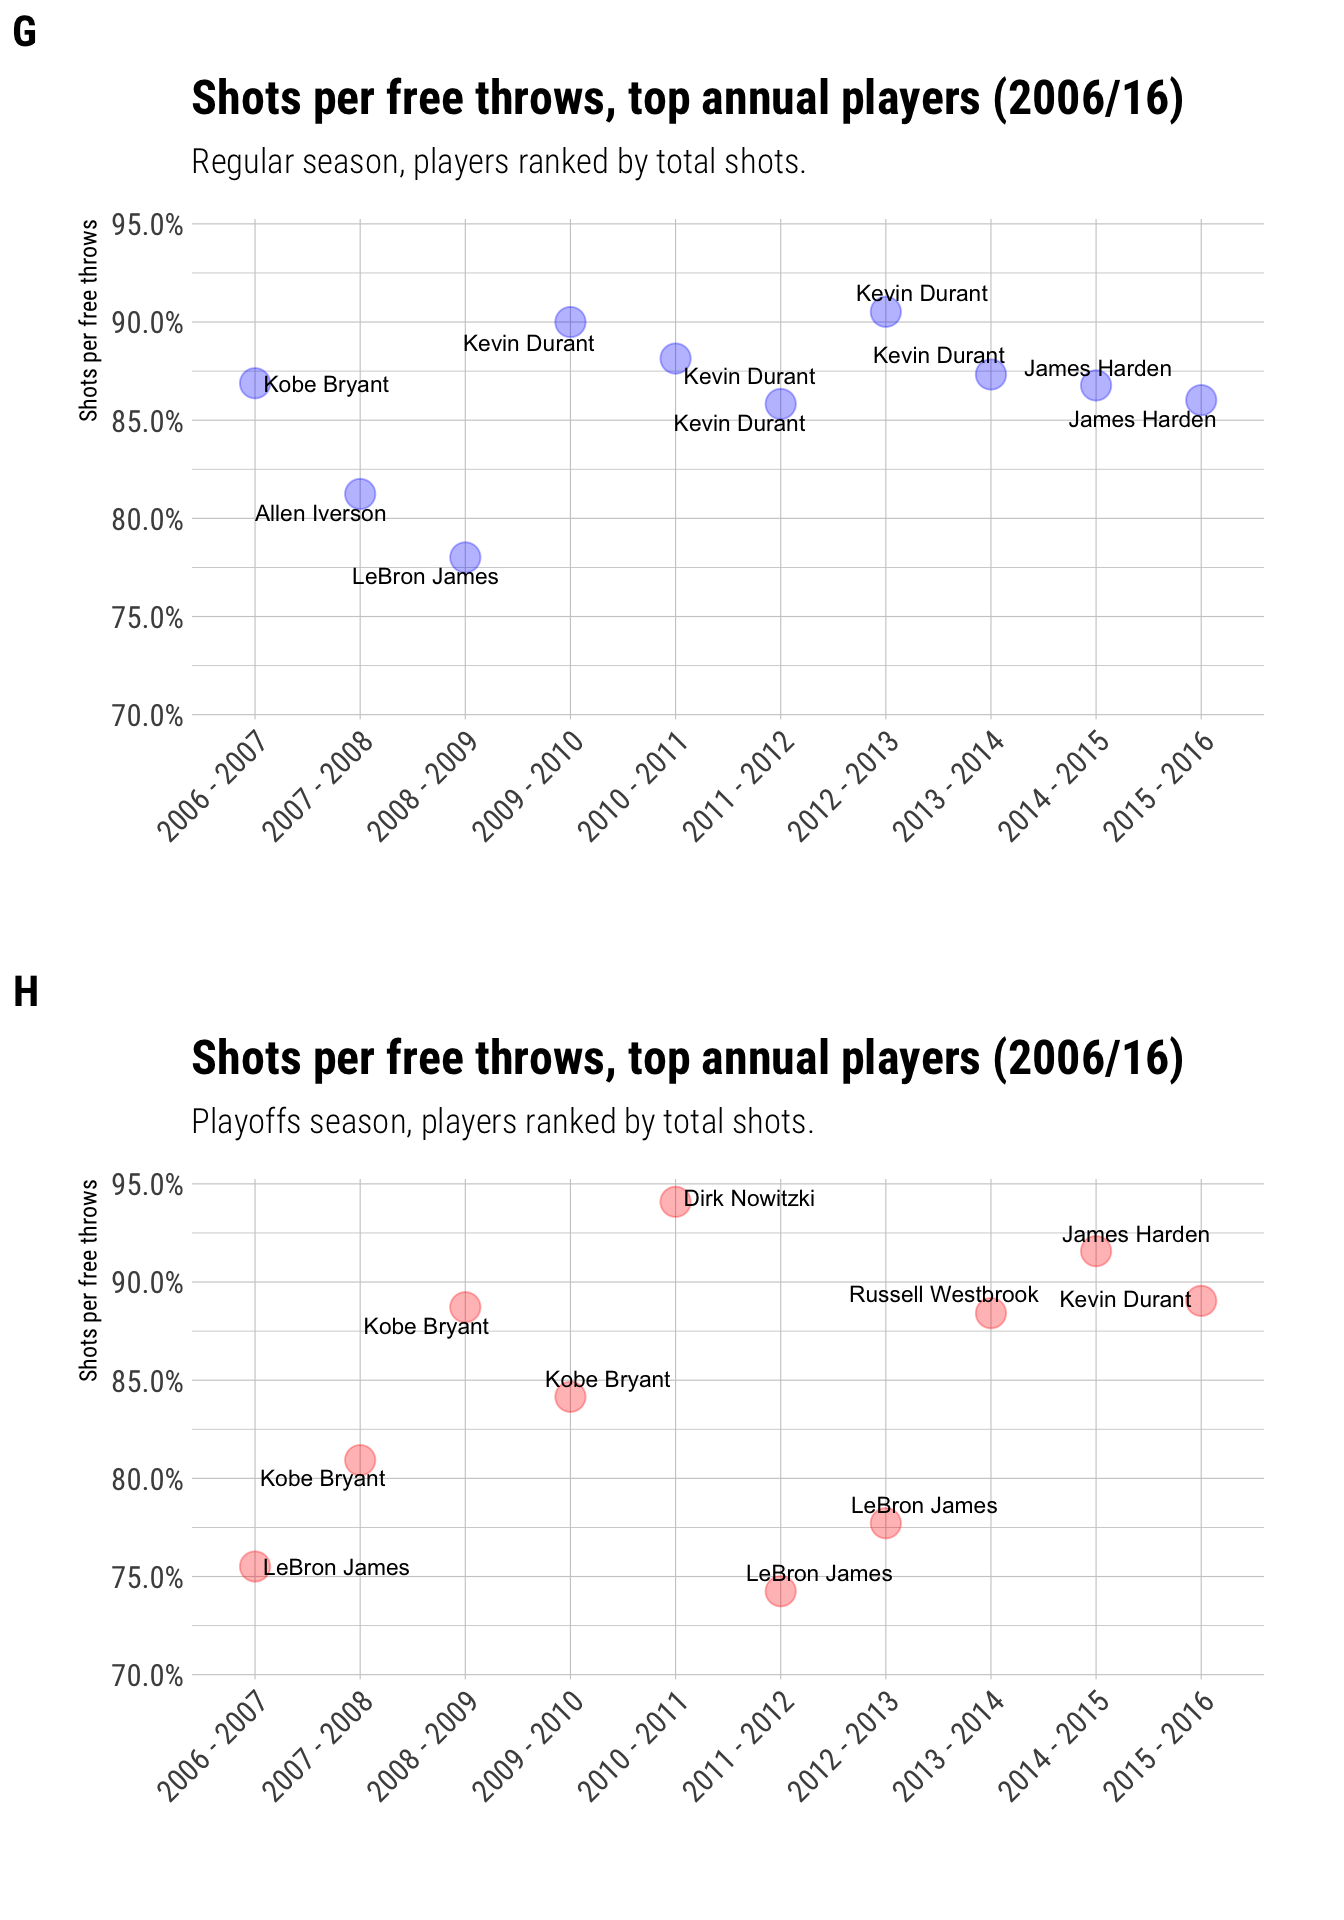 G
Shots per free throws, top annual players (2006/16)
Regular season, players ranked by total shots.
Shots per free throws
95.0%
90.0%
85.0%
80.0%
75.0%
70.0%
Kevin Durant
Kevin Durant
Kevin Durant
James Harden
Kevin Durant
Kobe Bryant
James Harden
Kevin Durant
Allen Iverson
LeBron James
2006 - 2007
2007 - 2008
2008 - 2009
2009 - 2010
2010 - 2011
2011 - 2012
2012 - 2013
2013 - 2014
2014 - 2015
2015 - 2016
H
Shots per free throws, top annual players (2006/16)
Playoffs season, players ranked by total shots.
Shots per free throws
95.0%
90.0%
85.0%
80.0%
75.0%
70.0%
Dirk Nowitzki
James Harden
Russell Westbrook
Kevin Durant
Kobe Bryant
Kobe Bryant
Kobe Bryant
LeBron James
LeBron James
LeBron James
2006 - 2007
2007 - 2008
2008 - 2009
2009 - 2010
2010 - 2011
2011 - 2012
2012 - 2013
2013 - 2014
2014 - 2015
2015 - 2016